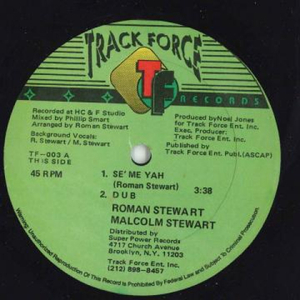 TRACK FORCE
TF
RECORDS
Recorded at HC & F Studio
Mixed by Phillip Smart
Arranged by Roman Stewart
Background Vocals:
R. Stewart / M. Stewart
TF-003 A
THIS SIDE
45 RPM
Produced by Noel Jones
for Track Force Ent. Inc.
Exec. Producer:
Track Force Ent. Inc.
Published by
Track Force Ent. Publ.(ASCAP)
1. SE' ME YAH
(Roman Stewart) 3:38
2. DUB
ROMAN STEWART
MALCOLM STEWART
Distributed by
Super Power Records
4717 Church Avenue
Brooklyn, N.Y. 11203
Track Force Ent. Inc.
(212) 898-8457
Warning: Unauthorized Reproduction of this Recording is Prohibited by Federal Law and Subject to Criminal Prosecution.